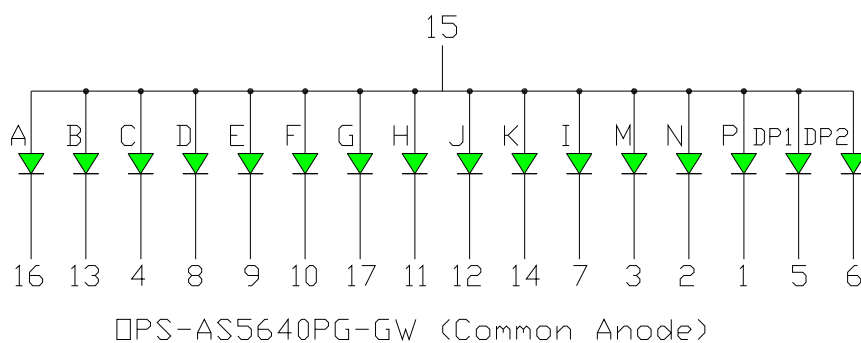 15
A B C D E F G H J K I M N P DP1 DP2
16 13 4 8 9 10 17 11 12 14 7 3 2 1 5 6
OPS-AS5640PG-GW (Common Anode)